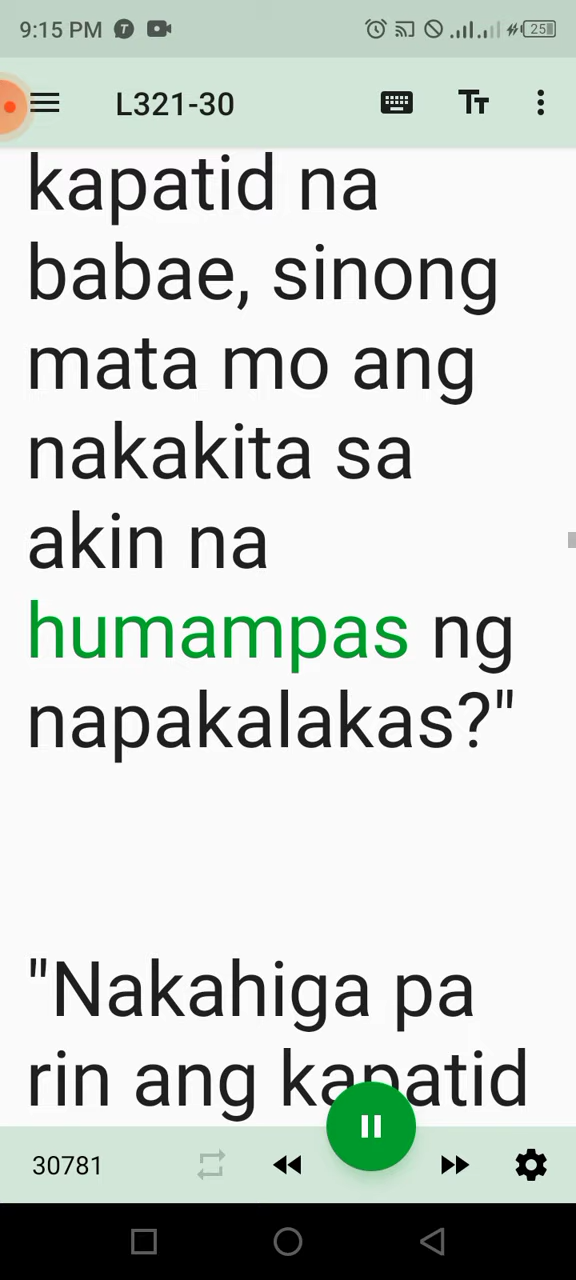 9:15 PM
25
L321-30
kapatid na
babae, sinong
mata mo ang
nakakita sa
akin na
humampas ng
napakalakas?"
"Nakahiga pa
rin ang kapatid
30781